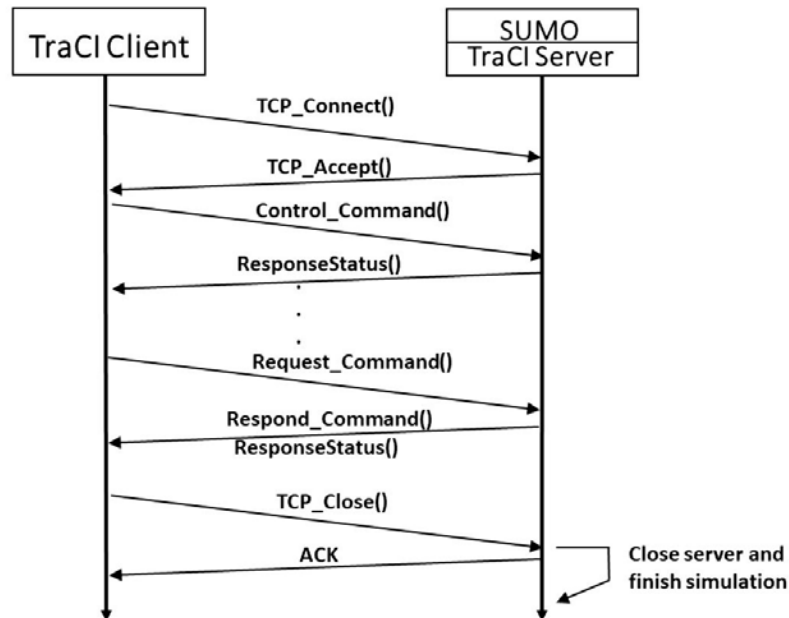 TraCI Client
SUMO
TraCI Server
TCP_Connect()
TCP_Accept()
Control_Command()
ResponseStatus()
.
.
.
Request_Command()
Respond_Command()
ResponseStatus()
TCP_Close()
ACK
Close server and
finish simulation